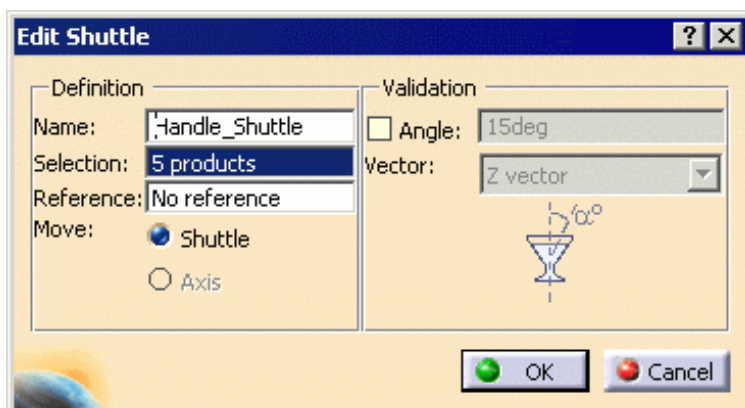 Edit Shuttle
Definition
Name: Handle_Shuttle
Selection: 5 products
Reference: No reference
Move: Shuttle
Axis
Validation
Angle: 15deg
Vector: Z vector
α°
OK Cancel